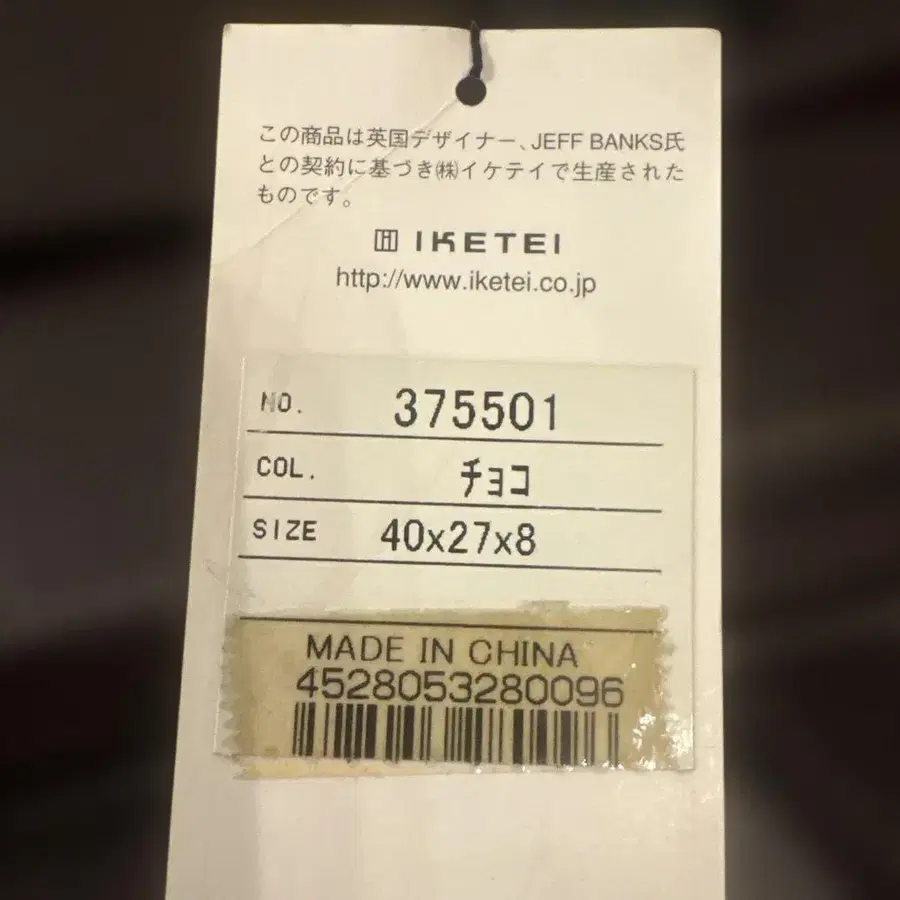 この商品は英国デザイナー、JEFF BANKS氏
との契約に基づき㈱イケテイで生産された
ものです。
IKETEI
http://www.iketei.co.jp
NO. 375501
COL. チョコ
SIZE 40x27x8
MADE IN CHINA
4528053280096